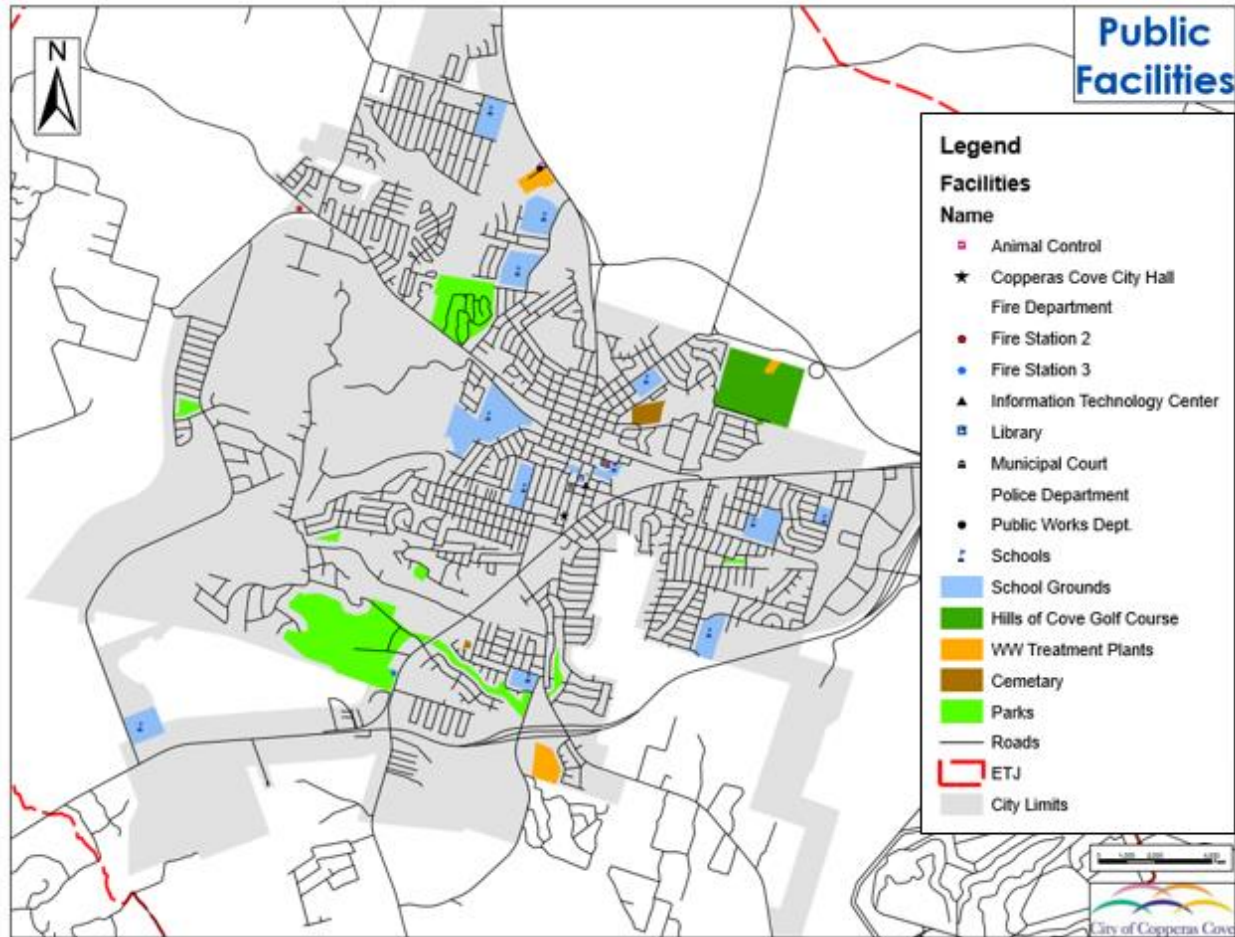 Public
Facilities
N
Legend
Facilities
Name
Animal Control
Copperas Cove City Hall
Fire Department
Fire Station 2
Fire Station 3
Information Technology Center
Library
Municipal Court
Police Department
Public Works Dept.
Schools
School Grounds
Hills of Cove Golf Course
WW Treatment Plants
Cemetary
Parks
Roads
ETJ
City Limits
City of Copperas Cove